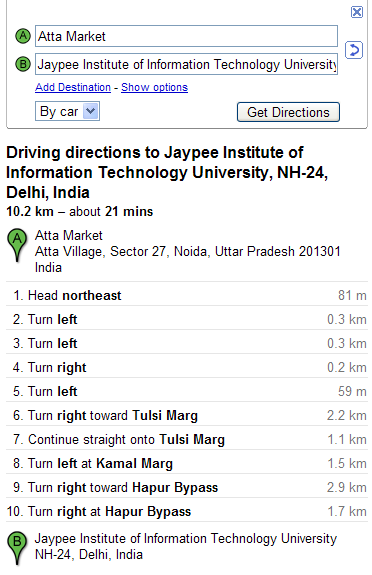 A Atta Market
B Jaypee Institute of Information Technology University
Add Destination - Show options
By car
Get Directions
Driving directions to Jaypee Institute of
Information Technology University, NH-24,
Delhi, India
10.2 km – about 21 mins
A Atta Market
Atta Village, Sector 27, Noida, Uttar Pradesh 201301
India
1. Head northeast 81 m
2. Turn left 0.3 km
3. Turn left 0.3 km
4. Turn right 0.2 km
5. Turn left 59 m
6. Turn right toward Tulsi Marg 2.2 km
7. Continue straight onto Tulsi Marg 1.1 km
8. Turn left at Kamal Marg 1.5 km
9. Turn right toward Hapur Bypass 2.9 km
10. Turn right at Hapur Bypass 1.7 km
B Jaypee Institute of Information Technology University
NH-24, Delhi, India